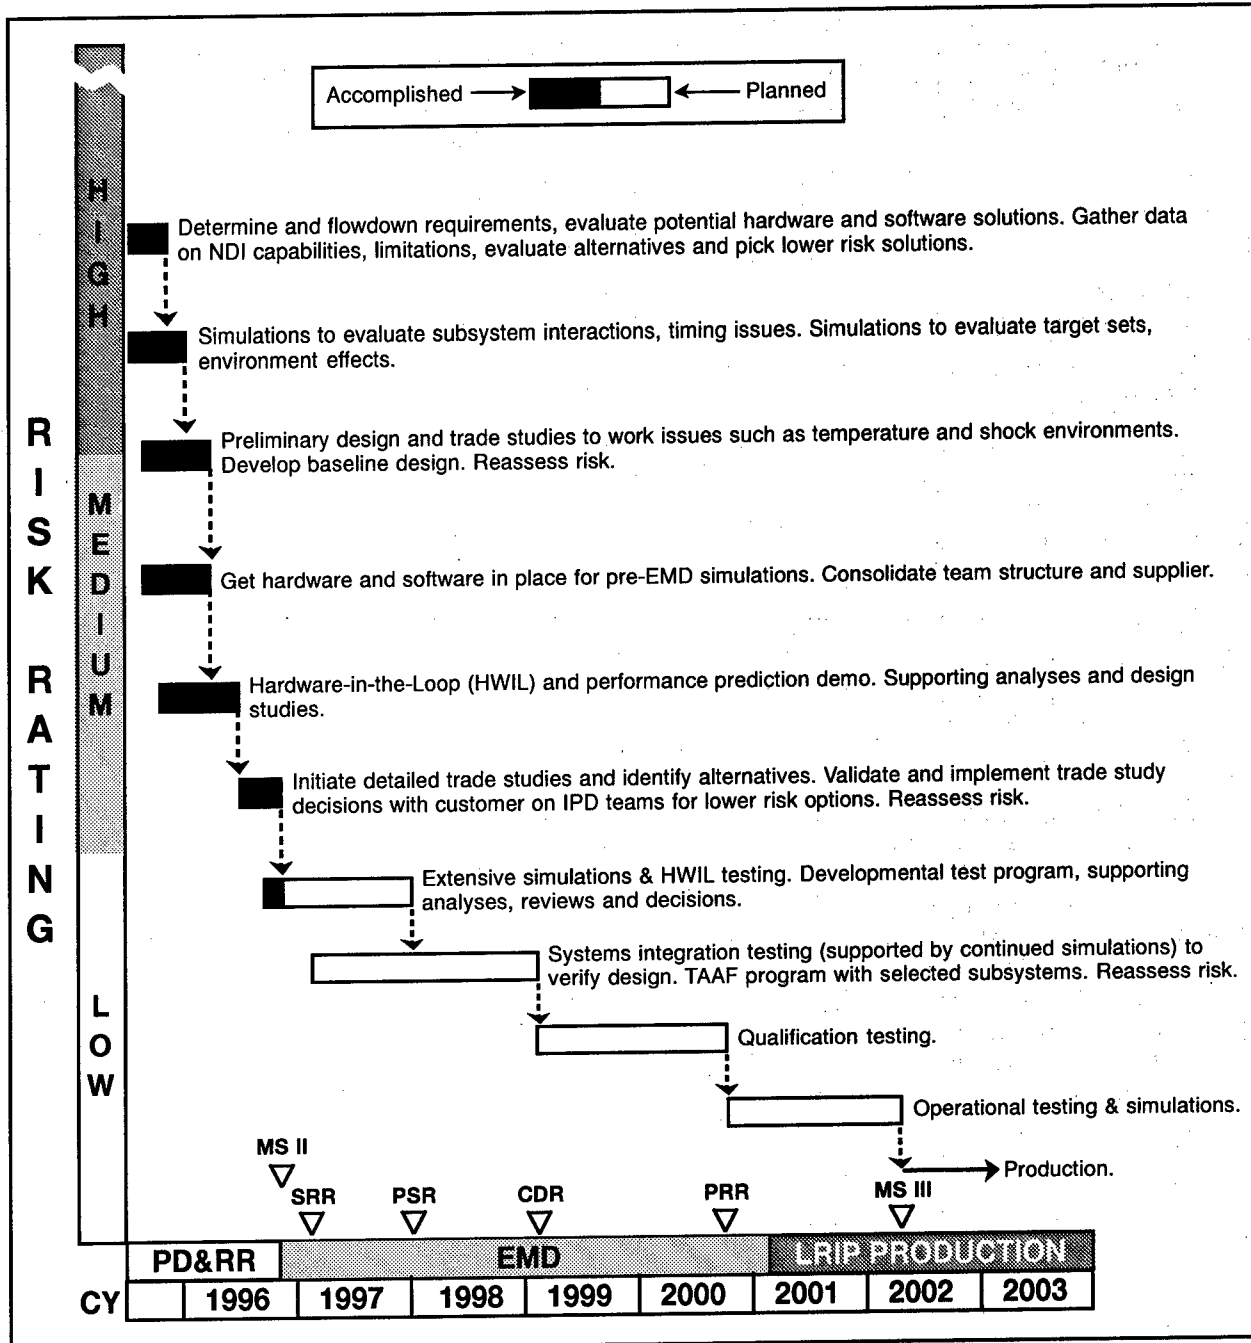 Accomplished
Planned
RISK RATING
HIGH
MEDIUM
LOW
Determine and flowdown requirements, evaluate potential hardware and software solutions. Gather data
on NDI capabilities, limitations, evaluate alternatives and pick lower risk solutions.
Simulations to evaluate subsystem interactions, timing issues. Simulations to evaluate target sets,
environment effects.
Preliminary design and trade studies to work issues such as temperature and shock environments.
Develop baseline design. Reassess risk.
Get hardware and software in place for pre-EMD simulations. Consolidate team structure and supplier.
Hardware-in-the-Loop (HWIL) and performance prediction demo. Supporting analyses and design
studies.
Initiate detailed trade studies and identify alternatives. Validate and implement trade study
decisions with customer on IPD teams for lower risk options. Reassess risk.
Extensive simulations & HWIL testing. Developmental test program, supporting
analyses, reviews and decisions.
Systems integration testing (supported by continued simulations) to
verify design. TAAF program with selected subsystems. Reassess risk.
Qualification testing.
Operational testing & simulations.
Production.
MS II
SRR
PSR
CDR
PRR
MS III
PD&RR
EMD
LRIP PRODUCTION
CY
1996
1997
1998
1999
2000
2001
2002
2003